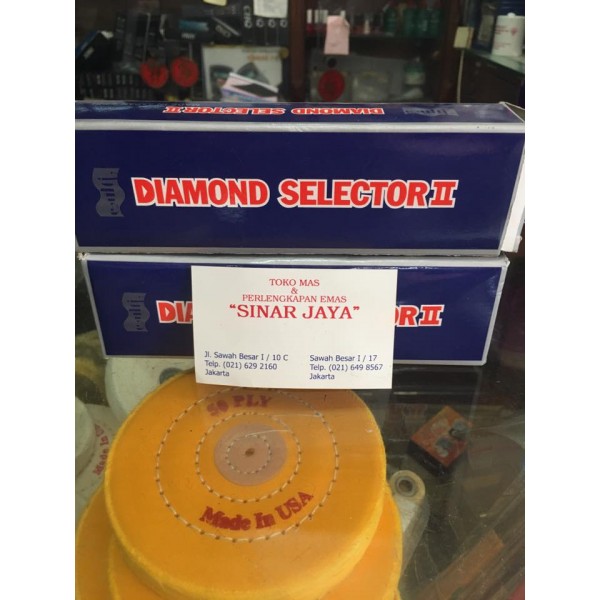 DIAMOND SELECTOR II
DIAMOND SELECTOR II
TOKO MAS
&
PERLENGKAPAN EMAS
"SINAR JAYA"
Jl. Sawah Besar I / 10 C
Telp. (021) 629 2160
Jakarta
Sawah Besar I / 17
Telp. (021) 649 8567
Jakarta
DI
OR II
50 PLY
Made In USA